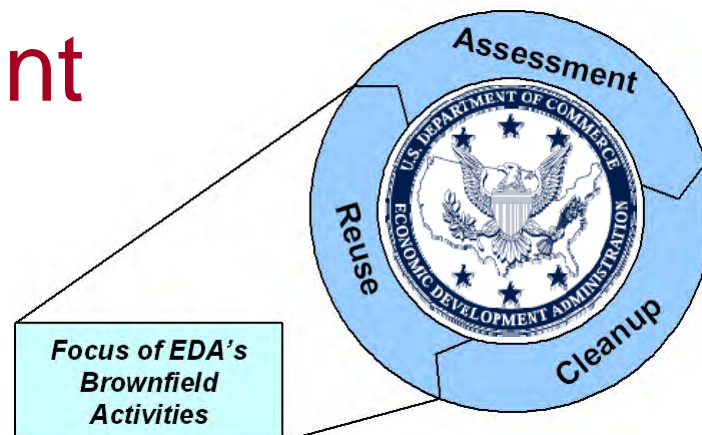 nt
Assessment
U.S. DEPARTMENT OF COMMERCE
ECONOMIC DEVELOPMENT ADMINISTRATION
Reuse
Cleanup
Focus of EDA's
Brownfield
Activities